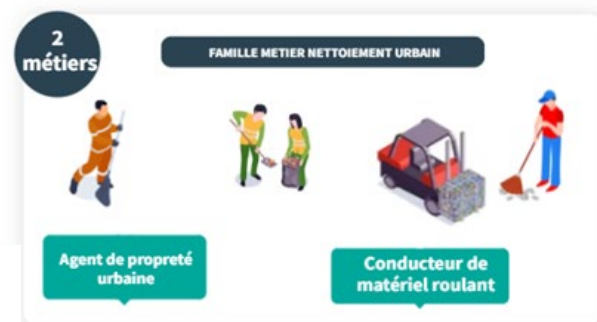 2
métiers
FAMILLE METIER NETTOIEMENT URBAIN
Agent de propreté
urbaine
Conducteur de
matériel roulant